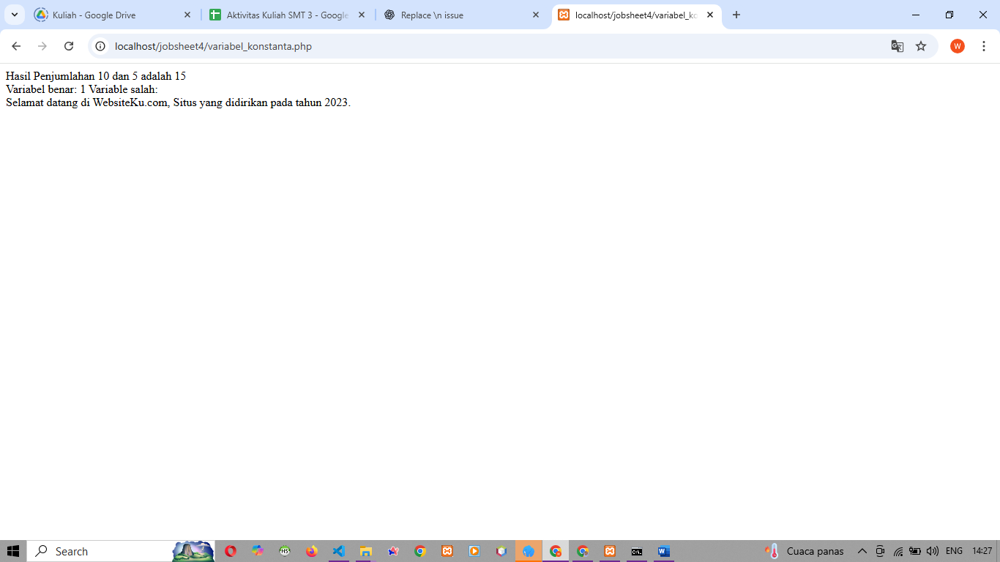 Kuliah - Google Drive
Aktivitas Kuliah SMT 3 - Google
Replace \n issue
localhost/jobsheet4/variabel_ko
localhost/jobsheet4/variabel_konstanta.php
W
Hasil Penjumlahan 10 dan 5 adalah 15
Variabel benar: 1 Variable salah:
Selamat datang di WebsiteKu.com, Situs yang didirikan pada tahun 2023.
Search
HS
Cuaca panas
ENG
14:27